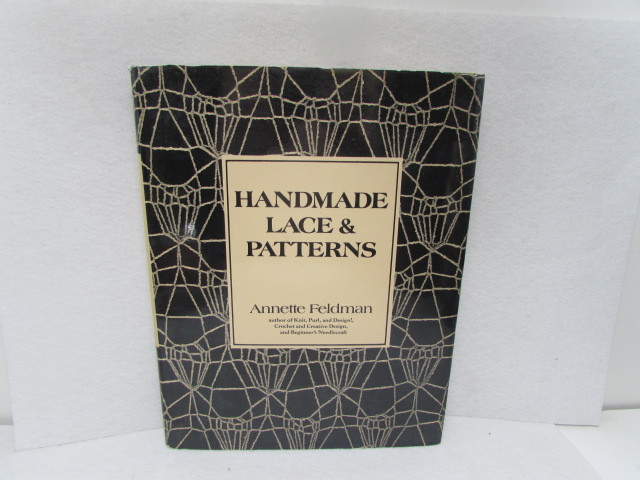 HANDMADE
LACE &
PATTERNS
Annette Feldman
author of Knit, Purl, and Design!,
Crochet and Creative Design,
and Beginner's Needlecraft